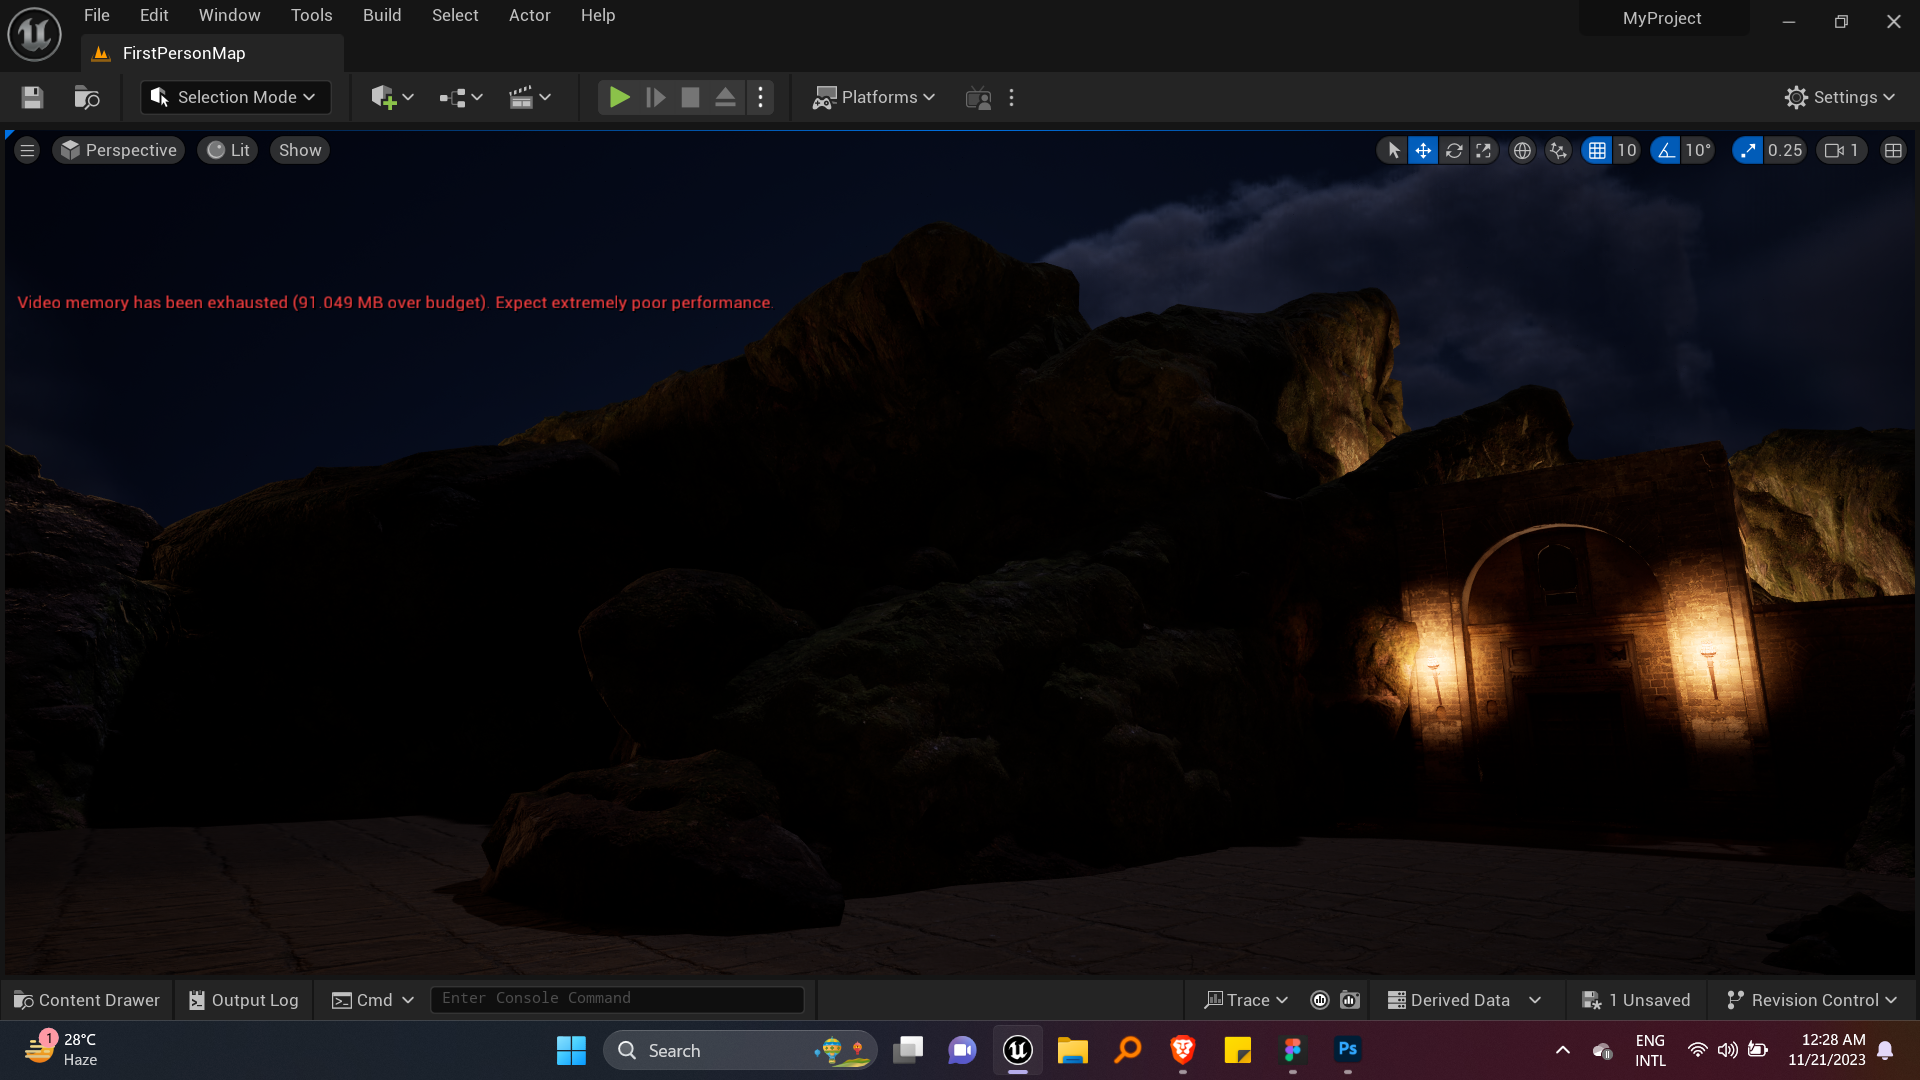 File Edit Window Tools Build Select Actor Help
MyProject
FirstPersonMap
Selection Mode
Platforms
Settings
Perspective Lit Show
10 10° 0.25 1
Video memory has been exhausted (91.049 MB over budget). Expect extremely poor performance.
Content Drawer Output Log Cmd Enter Console Command Trace Derived Data 1 Unsaved Revision Control
1 28°C
Haze
Search
Ps
ENG
INTL
12:28 AM
11/21/2023